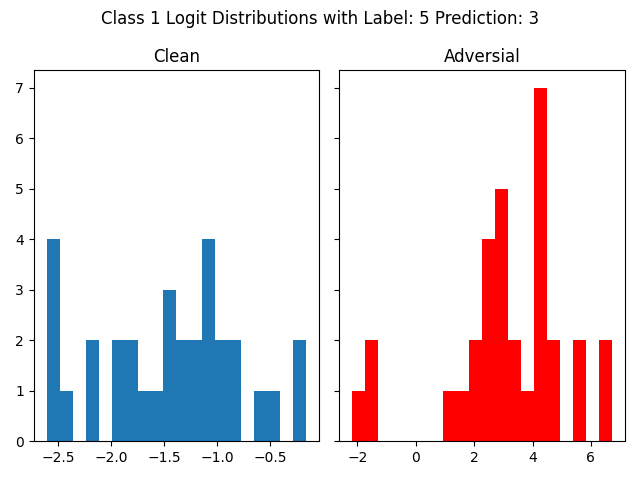 Class 1 Logit Distributions with Label: 5 Prediction: 3
Clean
Adversial
7
6
5
4
3
2
1
0
−2.5 −2.0 −1.5 −1.0 −0.5
−2 0 2 4 6